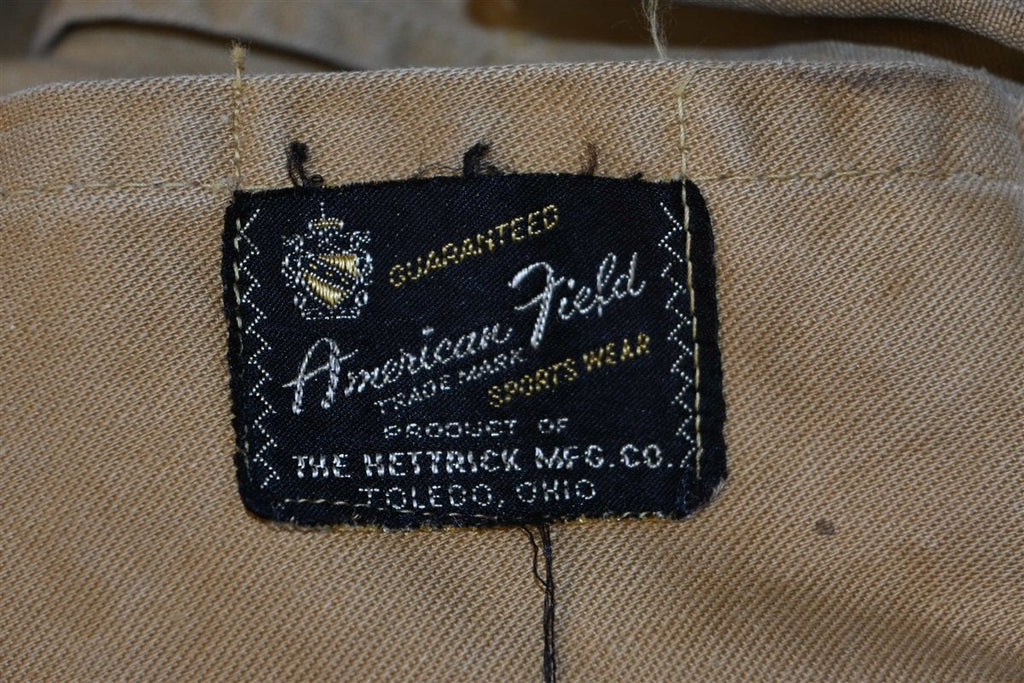 GUARANTEED
American Field
TRADE MARK
SPORTS WEAR
PRODUCT OF
THE HETTRICK MFG. CO.
TOLEDO, OHIO